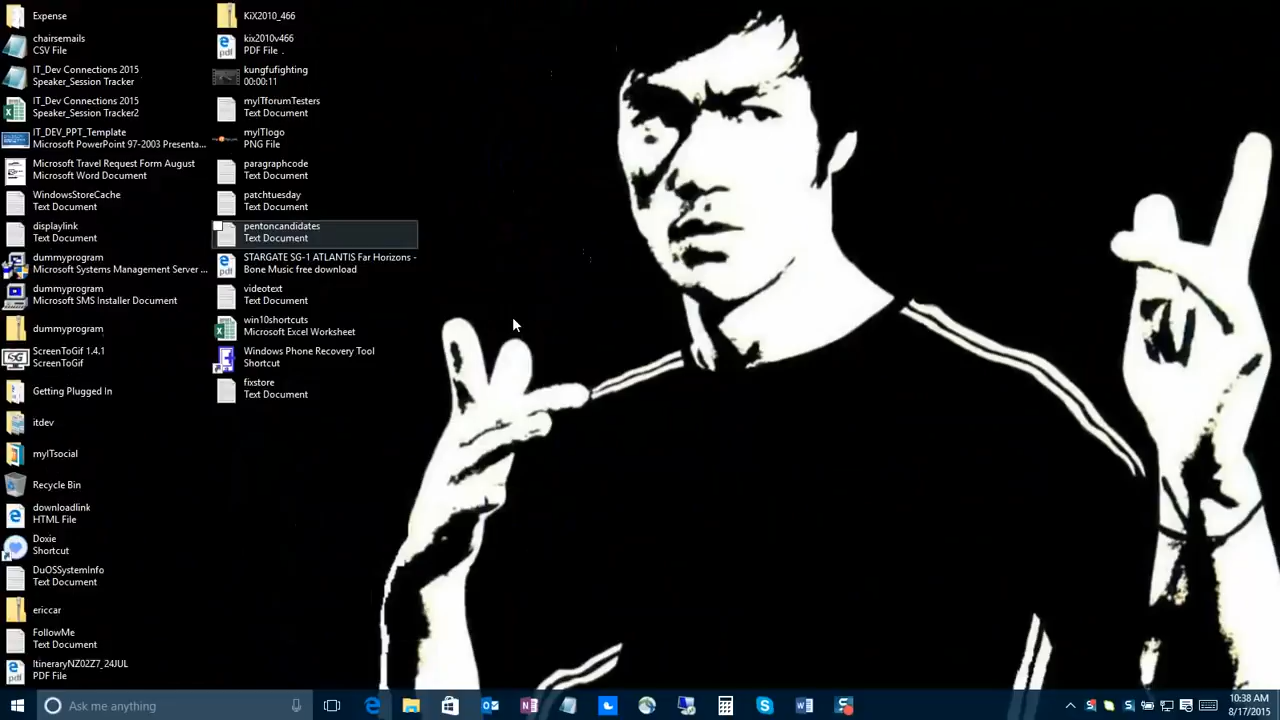 Expense
chairsemails
CSV File
IT_Dev Connections 2015
Speaker_Session Tracker
IT_Dev Connections 2015
Speaker_Session Tracker2
IT_DEV_PPT_Template
Microsoft PowerPoint 97-2003 Presenta...
Microsoft Travel Request Form August
Microsoft Word Document
WindowsStoreCache
Text Document
displaylink
Text Document
dummyprogram
Microsoft Systems Management Server ...
dummyprogram
Microsoft SMS Installer Document
dummyprogram
ScreenToGif 1.4.1
ScreenToGif
Getting Plugged In
itdev
myITsocial
Recycle Bin
downloadlink
HTML File
Doxie
Shortcut
DuOSSystemInfo
Text Document
ericcar
FollowMe
Text Document
ItineraryNZ02Z7_24JUL
PDF File
KiX2010_466
kix2010v466
PDF File
kungfufighting
00:00:11
myITforumTesters
Text Document
myITlogo
PNG File
paragraphcode
Text Document
patchtuesday
Text Document
pentoncandidates
Text Document
STARGATE SG-1 ATLANTIS Far Horizons -
Bone Music free download
videotext
Text Document
win10shortcuts
Microsoft Excel Worksheet
Windows Phone Recovery Tool
Shortcut
fixstore
Text Document
Ask me anything
10:38 AM
8/17/2015